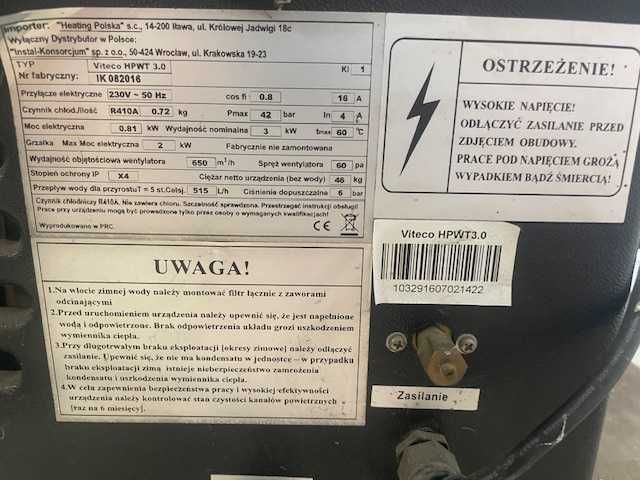 Importer: "Heating Polska" s.c., 14-200 Iława, ul. Królowej Jadwigi 18c
Wyłączny Dystrybutor w Polsce:
"Instal-Konsorcjum" sp. z o.o., 50-424 Wrocław, ul. Krakowska 19-23
TYP Viteco HPWT 3.0 Kl 1
Nr fabryczny: IK 082016
Przyłącze elektryczne 230V ~ 50 Hz cos fi 0.8 16 A
Czynnik chłod./ilość R410A 0.72 kg Pmax 42 bar In 4 A
Moc elektryczna 0.81 kW Wydajność nominalna 3 kW tmax 60 °C
Grzałka Max Moc elektryczna 2 kW Fabrycznie nie zamontowana
Wydajność objętościowa wentylatora 650 m³/h Spręż wentylatora 60 pa
Stopień ochrony IP X4 Ciężar netto urządzenia (bez wody) 46 kg
Przepływ wody dla przyrostuT = 5 st.Celsj. 515 L/h Ciśnienie dopuszczalne 6 bar
Czynnik chłodniczy R410A. Nie zawiera chloru. Szczelność sprawdzona. Przestrzegać instrukcji obsługi!
Prace przy urządzeniu mogą być prowadzone tylko przez osobe o wymaganych kwalifikacjach!
Wyprodukowano w PRC. CE
OSTRZEŻENIE!
WYSOKIE NAPIĘCIE!
ODŁĄCZYĆ ZASILANIE PRZED
ZDJĘCIEM OBUDOWY.
PRACE POD NAPIĘCIEM GROŻĄ
WYPADKIEM BĄDŹ ŚMIERCIĄ!
Viteco HPWT3.0
103291607021422
UWAGA!
1.Na wlocie zimnej wody należy montować filtr łącznie z zaworami
odcinającymi
2.Przed uruchomieniem urządzenia należy upewnić się, że jest napełnione
wodą i odpowietrzone. Brak odpowietrzenia układu grozi uszkodzeniem
wymiennika ciepła.
3.Przy długotrwałym braku eksploatacji [okresy zimowe] należy odłączyć
zasilanie. Upewnić się, że nie ma kondensatu w jednostce – w przypadku
braku eksploatacji zimą istnieje niebezpieczeństwo zamrożenia
kondensatu i uszkodzenia wymiennika ciepła.
4.W celu zapewnienia bezpieczeństwa pracy i wysokiej efektywności
urządzenia należy kontrolować stan czystości kanałów powietrznych
[raz na 6 miesięcy].
Zasilanie